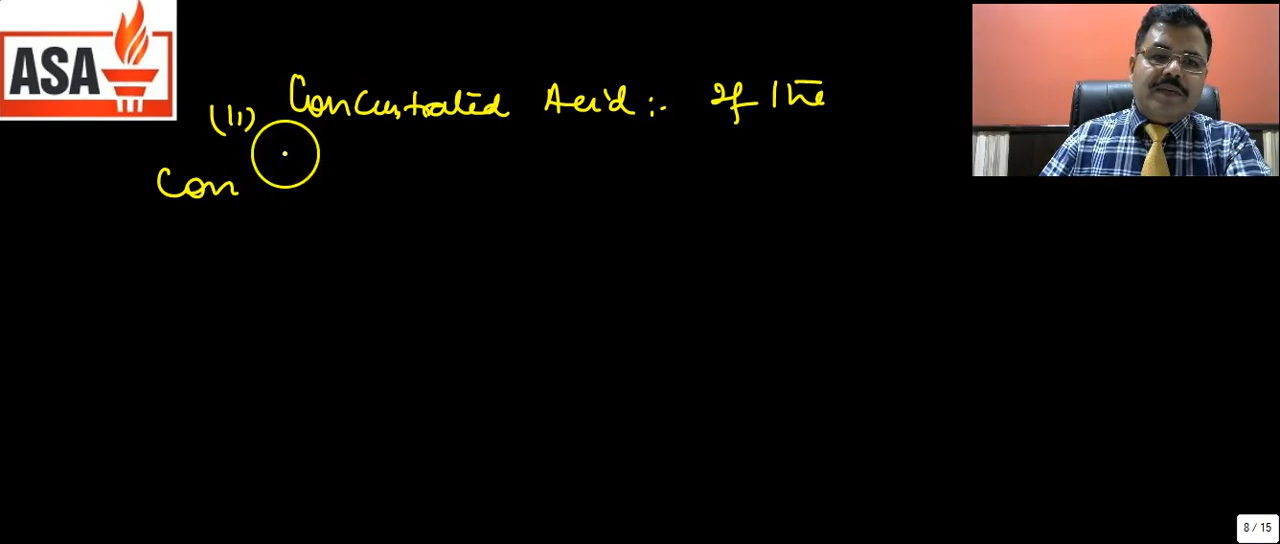 ASA
(ii) Concentrated Acid :- If the
Con
8 / 15